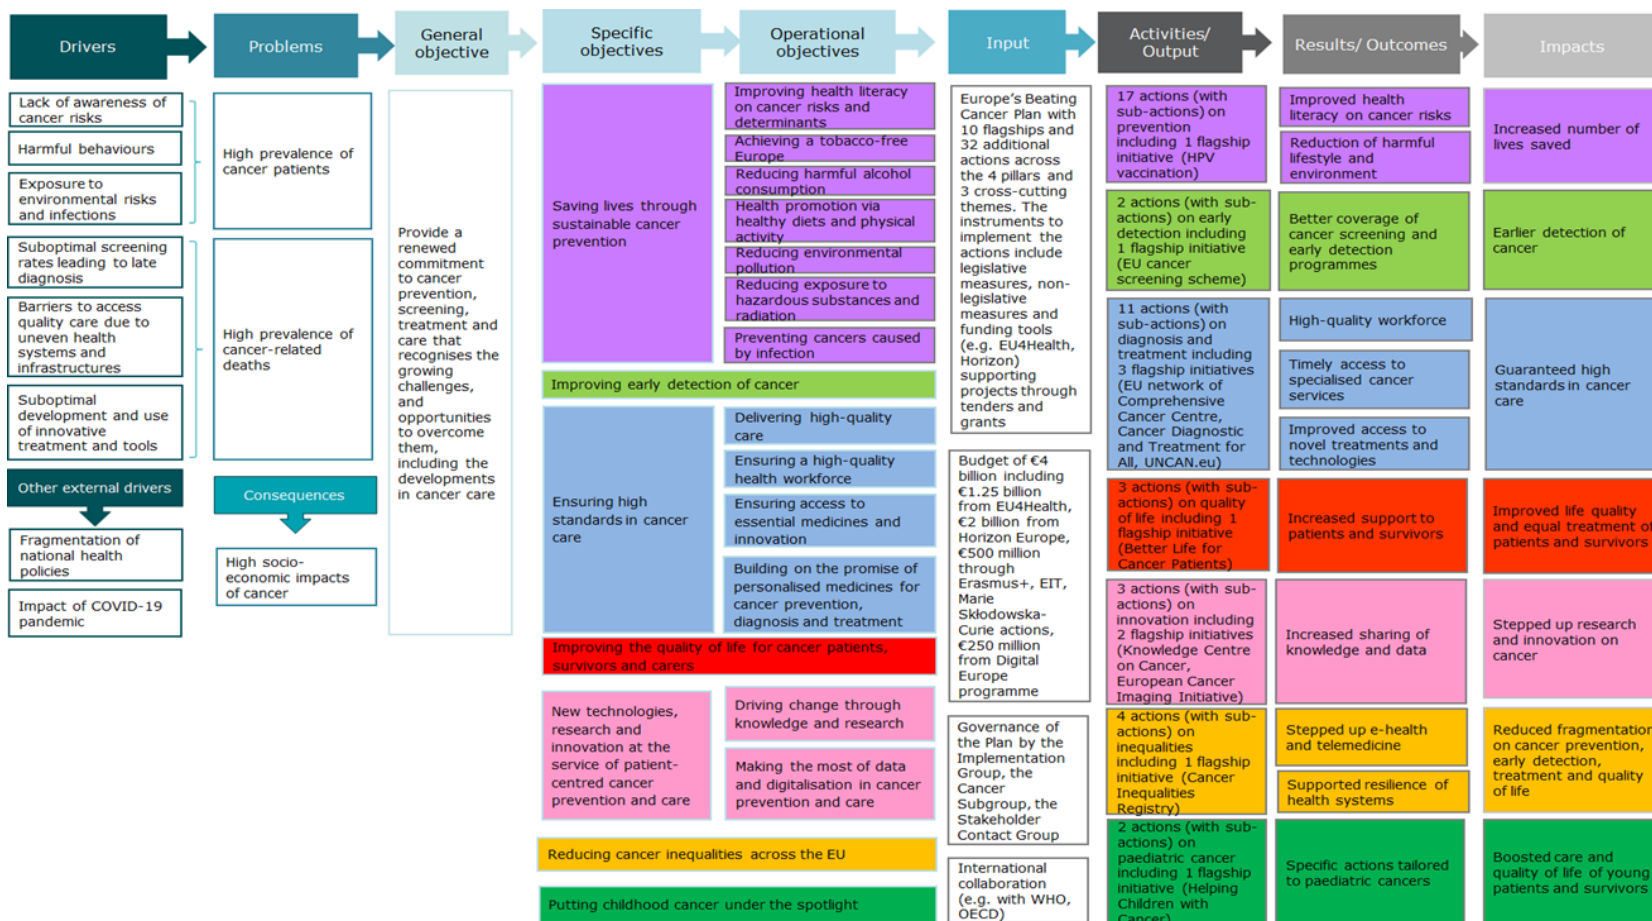 Drivers
Problems
General
objective
Specific
objectives
Operational
objectives
Input
Activities/
Output
Results/ Outcomes
Impacts
Lack of awareness of
cancer risks
Harmful behaviours
Exposure to
environmental risks
and infections
Suboptimal screening
rates leading to late
diagnosis
Barriers to access
quality care due to
uneven health
systems and
infrastructures
Suboptimal
development and use
of innovative
treatment and tools
Other external drivers
Fragmentation of
national health
policies
Impact of COVID-19
pandemic
High prevalence of
cancer patients
High prevalence of
cancer-related
deaths
Consequences
High socio-
economic impacts
of cancer
Provide a
renewed
commitment
to cancer
prevention,
screening,
treatment and
care that
recognises the
growing
challenges,
and
opportunities
to overcome
them,
including the
developments
in cancer care
Saving lives through
sustainable cancer
prevention
Improving health literacy
on cancer risks and
determinants
Achieving a tobacco-free
Europe
Reducing harmful alcohol
consumption
Health promotion via
healthy diets and physical
activity
Reducing environmental
pollution
Reducing exposure to
hazardous substances and
radiation
Preventing cancers caused
by infection
Improving early detection of cancer
Ensuring high
standards in cancer
care
Delivering high-quality
care
Ensuring a high-quality
health workforce
Ensuring access to
essential medicines and
innovation
Building on the promise of
personalised medicines for
cancer prevention,
diagnosis and treatment
Improving the quality of life for cancer patients,
survivors and carers
New technologies,
research and
innovation at the
service of patient-
centred cancer
prevention and care
Driving change through
knowledge and research
Making the most of data
and digitalisation in cancer
prevention and care
Reducing cancer inequalities across the EU
Putting childhood cancer under the spotlight
Europe's Beating
Cancer Plan with
10 flagships and
32 additional
actions across
the 4 pillars and
3 cross-cutting
themes. The
instruments to
implement the
actions include
legislative
measures, non-
legislative
measures and
funding tools
(e.g. EU4Health,
Horizon)
supporting
projects through
tenders and
grants
Budget of €4
billion including
€1.25 billion
from EU4Health,
€2 billion from
Horizon Europe,
€500 million
through
Erasmus+, EIT,
Marie
Skłodowska-
Curie actions,
€250 million
from Digital
Europe
programme
Governance of
the Plan by the
Implementation
Group, the
Cancer
Subgroup, the
Stakeholder
Contact Group
International
collaboration
(e.g. with WHO,
OECD)
17 actions (with
sub-actions) on
prevention
including 1 flagship
initiative (HPV
vaccination)
2 actions (with sub-
actions) on early
detection including
1 flagship initiative
(EU cancer
screening scheme)
11 actions (with
sub-actions) on
diagnosis and
treatment including
3 flagship initiatives
(EU network of
Comprehensive
Cancer Centre,
Cancer Diagnostic
and Treatment for
All, UNCAN.eu)
3 actions (with sub-
actions) on quality
of life including 1
flagship initiative
(Better Life for
Cancer Patients)
3 actions (with sub-
actions) on
innovation including
2 flagship initiatives
(Knowledge Centre
on Cancer,
European Cancer
Imaging Initiative)
4 actions (with sub-
actions) on
inequalities
including 1 flagship
initiative (Cancer
Inequalities
Registry)
2 actions (with sub-
actions) on
paediatric cancer
including 1 flagship
initiative (Helping
Children with
Cancer)
Improved health
literacy on cancer risks
Reduction of harmful
lifestyle and
environment
Better coverage of
cancer screening and
early detection
programmes
High-quality workforce
Timely access to
specialised cancer
services
Improved access to
novel treatments and
technologies
Increased support to
patients and survivors
Increased sharing of
knowledge and data
Stepped up e-health
and telemedicine
Supported resilience of
health systems
Specific actions tailored
to paediatric cancers
Increased number of
lives saved
Earlier detection of
cancer
Guaranteed high
standards in cancer
care
Improved life quality
and equal treatment of
patients and survivors
Stepped up research
and innovation on
cancer
Reduced fragmentation
on cancer prevention,
early detection,
treatment and quality
of life
Boosted care and
quality of life of young
patients and survivors